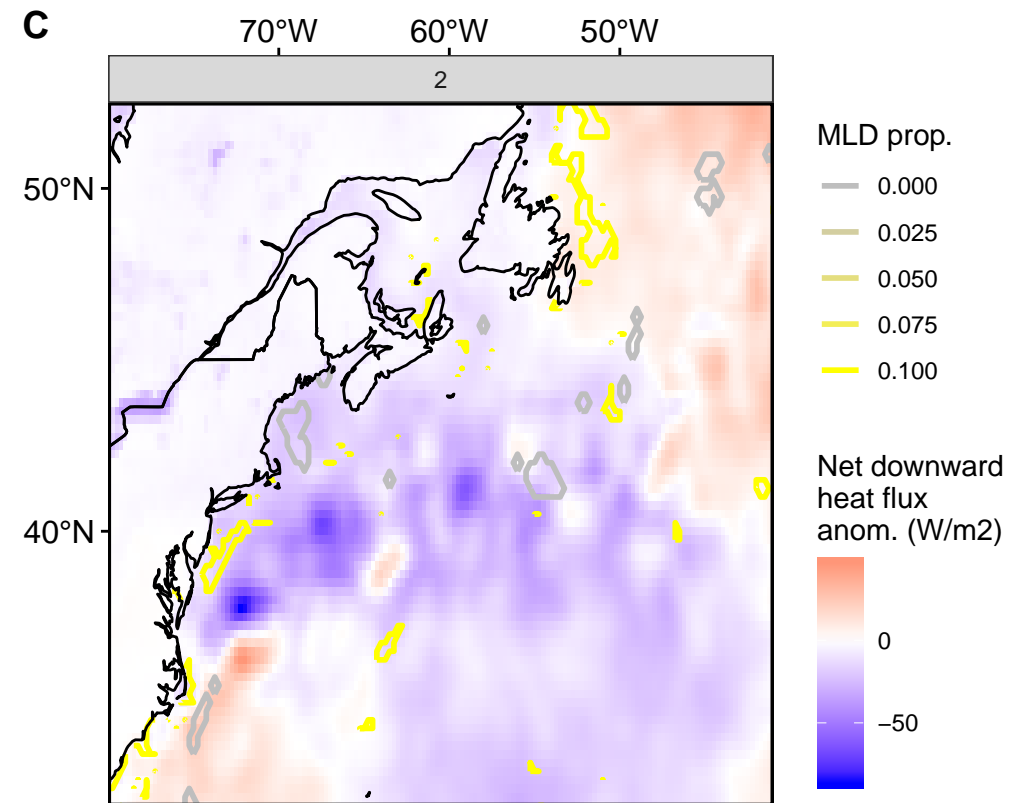 C
70°W 60°W 50°W
2
50°N
40°N
MLD prop.
0.000
0.025
0.050
0.075
0.100
Net downward
heat flux
anom. (W/m2)
0
−50